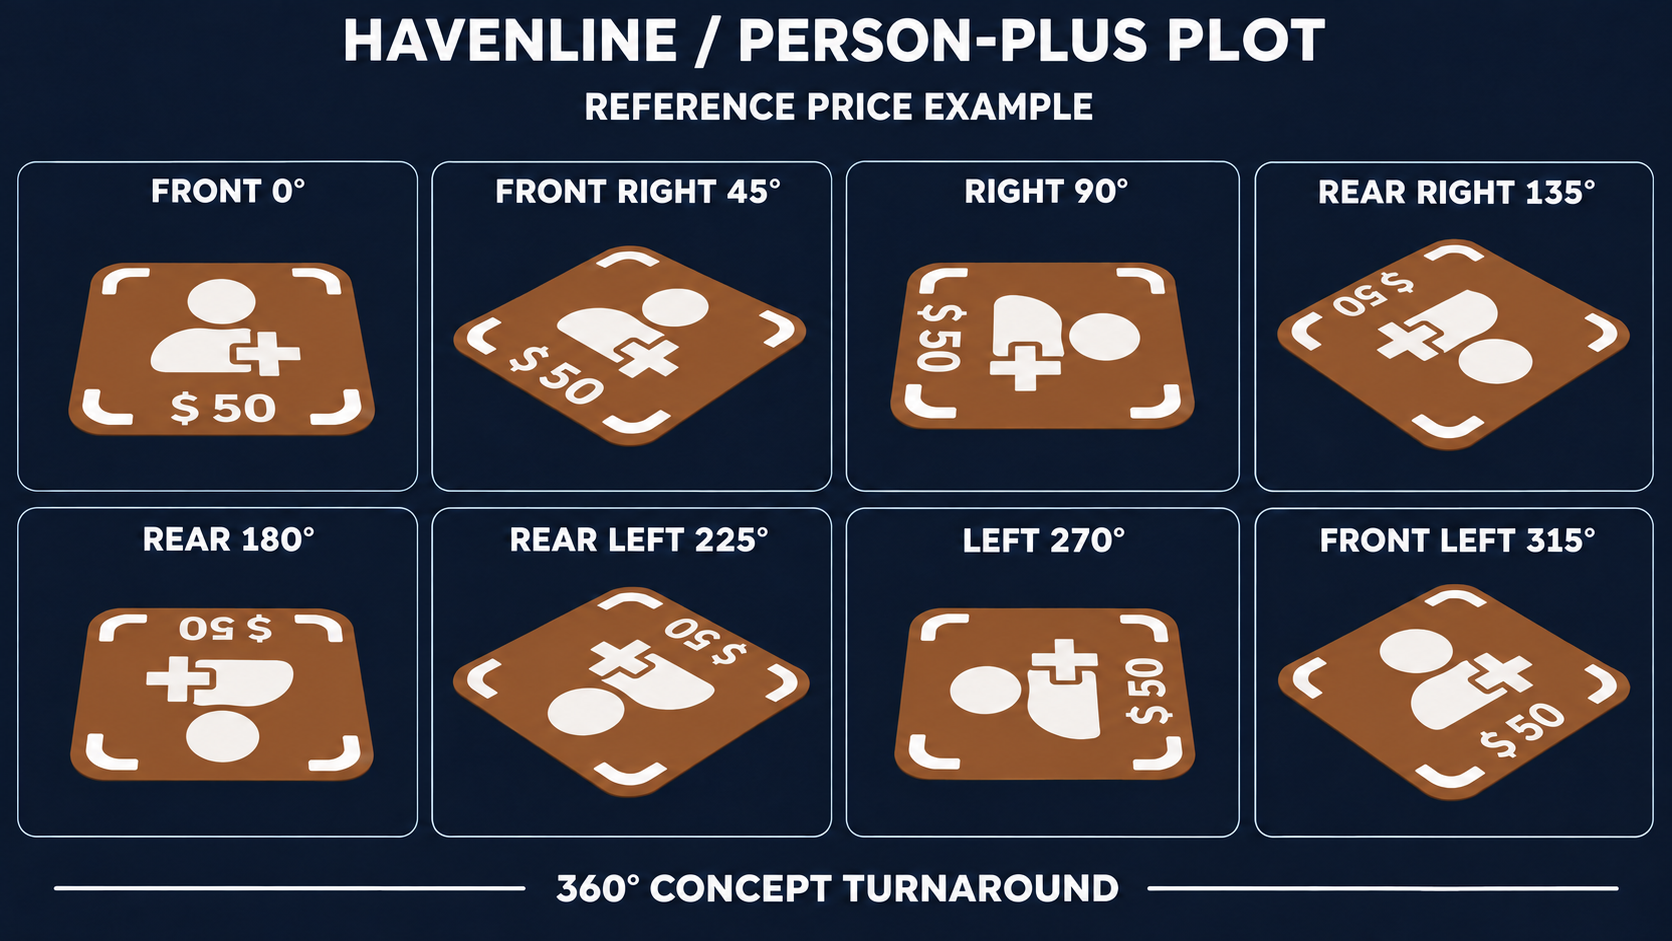 HAVENLINE / PERSON-PLUS PLOT
REFERENCE PRICE EXAMPLE
FRONT 0°
$ 50
FRONT RIGHT 45°
$ 50
RIGHT 90°
$ 50
REAR RIGHT 135°
$ 50
REAR 180°
$ 50
REAR LEFT 225°
$ 50
LEFT 270°
$ 50
FRONT LEFT 315°
$ 50
360° CONCEPT TURNAROUND